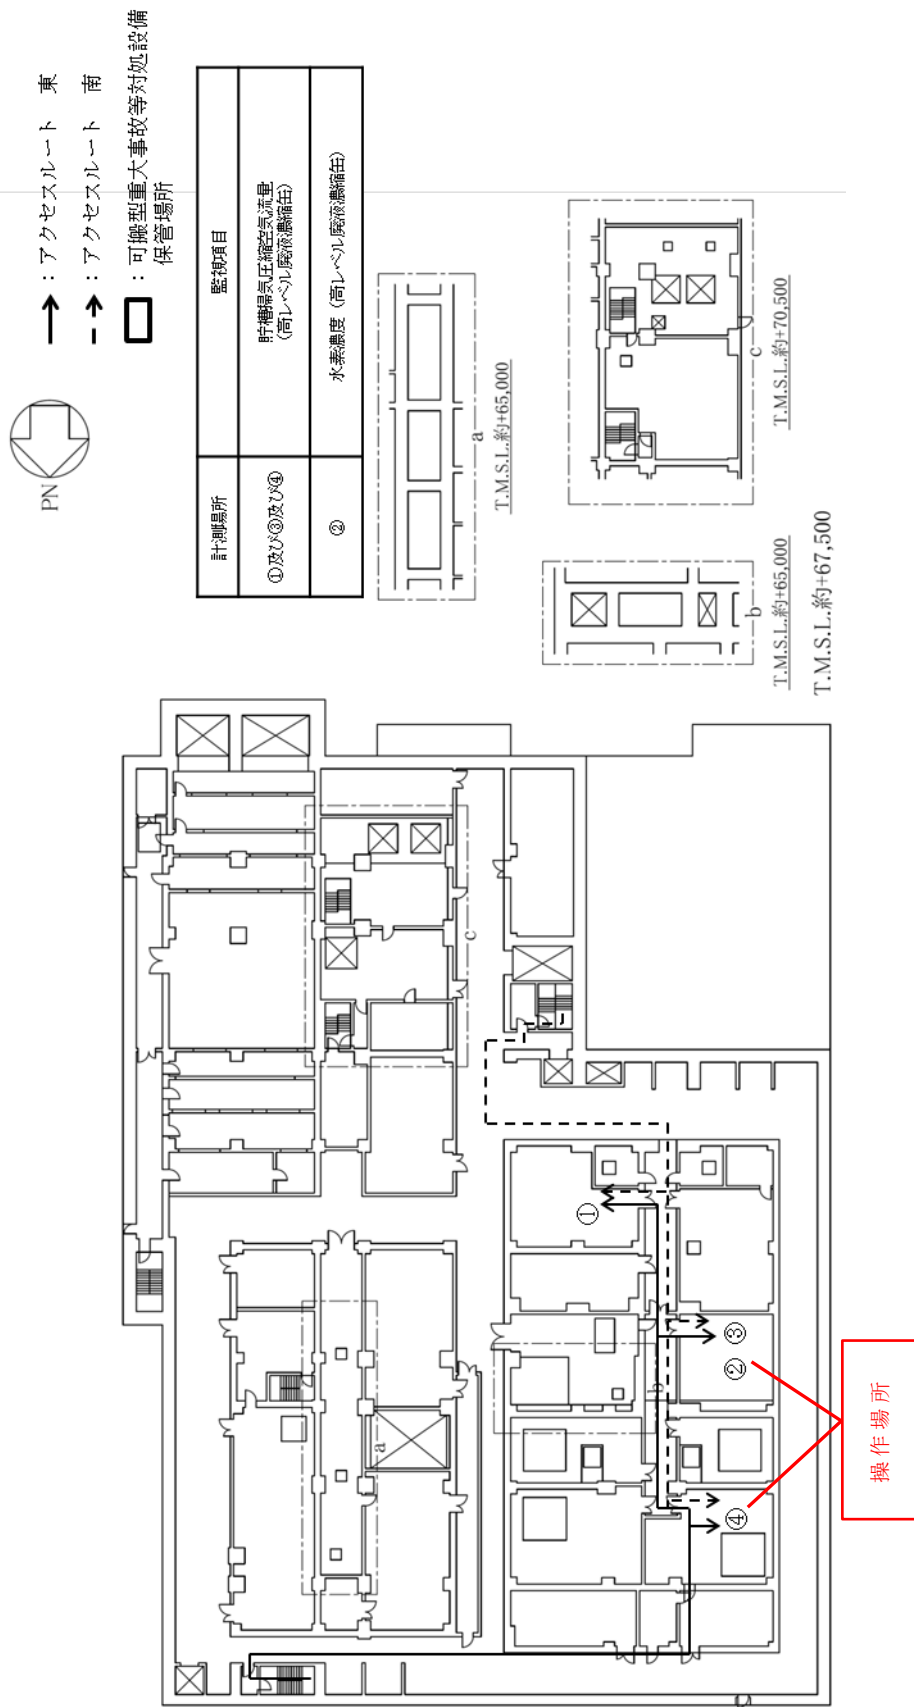 PN
：アクセスルート 東
：アクセスルート 南
：可搬型重大事故等対処設備
保管場所
計測場所
監視項目
①及び③及び④
貯槽掃気圧縮空気流量
(高レベル廃液濃縮缶)
②
水素濃度 (高レベル廃液濃縮缶)
a
T.M.S.L.約+65,000
b
T.M.S.L.約+65,000
c
T.M.S.L.約+70,500
T.M.S.L.約+67,500
a
b
c
①
②
③
④
操作場所